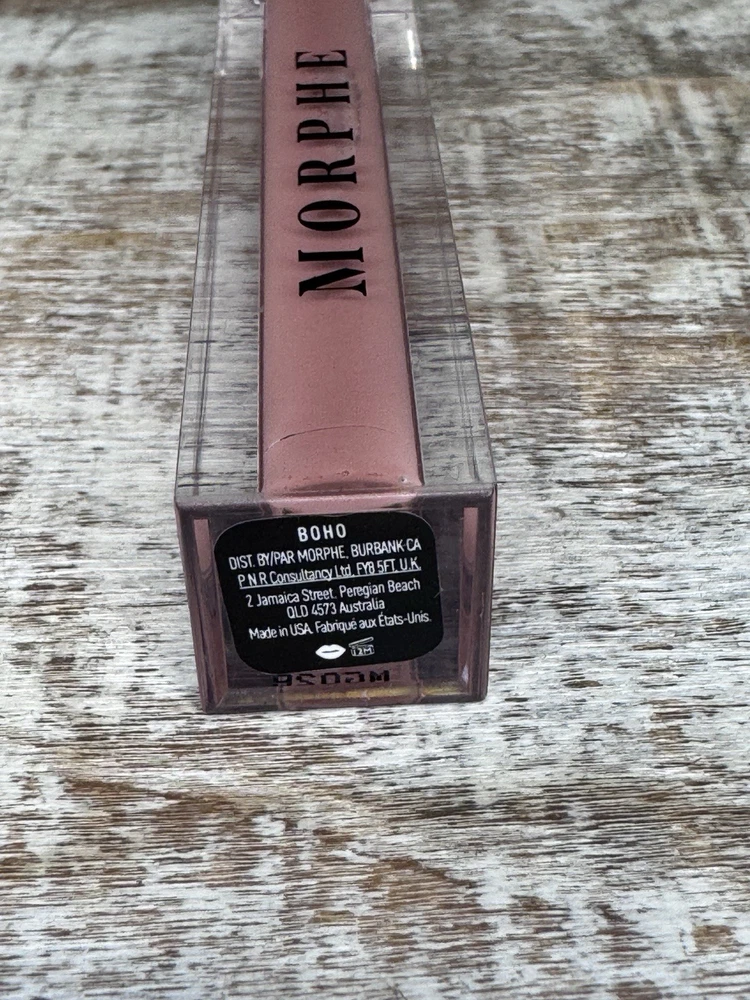 MORPHE
BOHO
DIST. BY/PAR MORPHE, BURBANK CA
P N R Consultancy Ltd, FY8 5FT, U.K.
2 Jamaica Street, Peregian Beach
QLD 4573 Australia
Made in USA, Fabriqué aux États-Unis.
12M